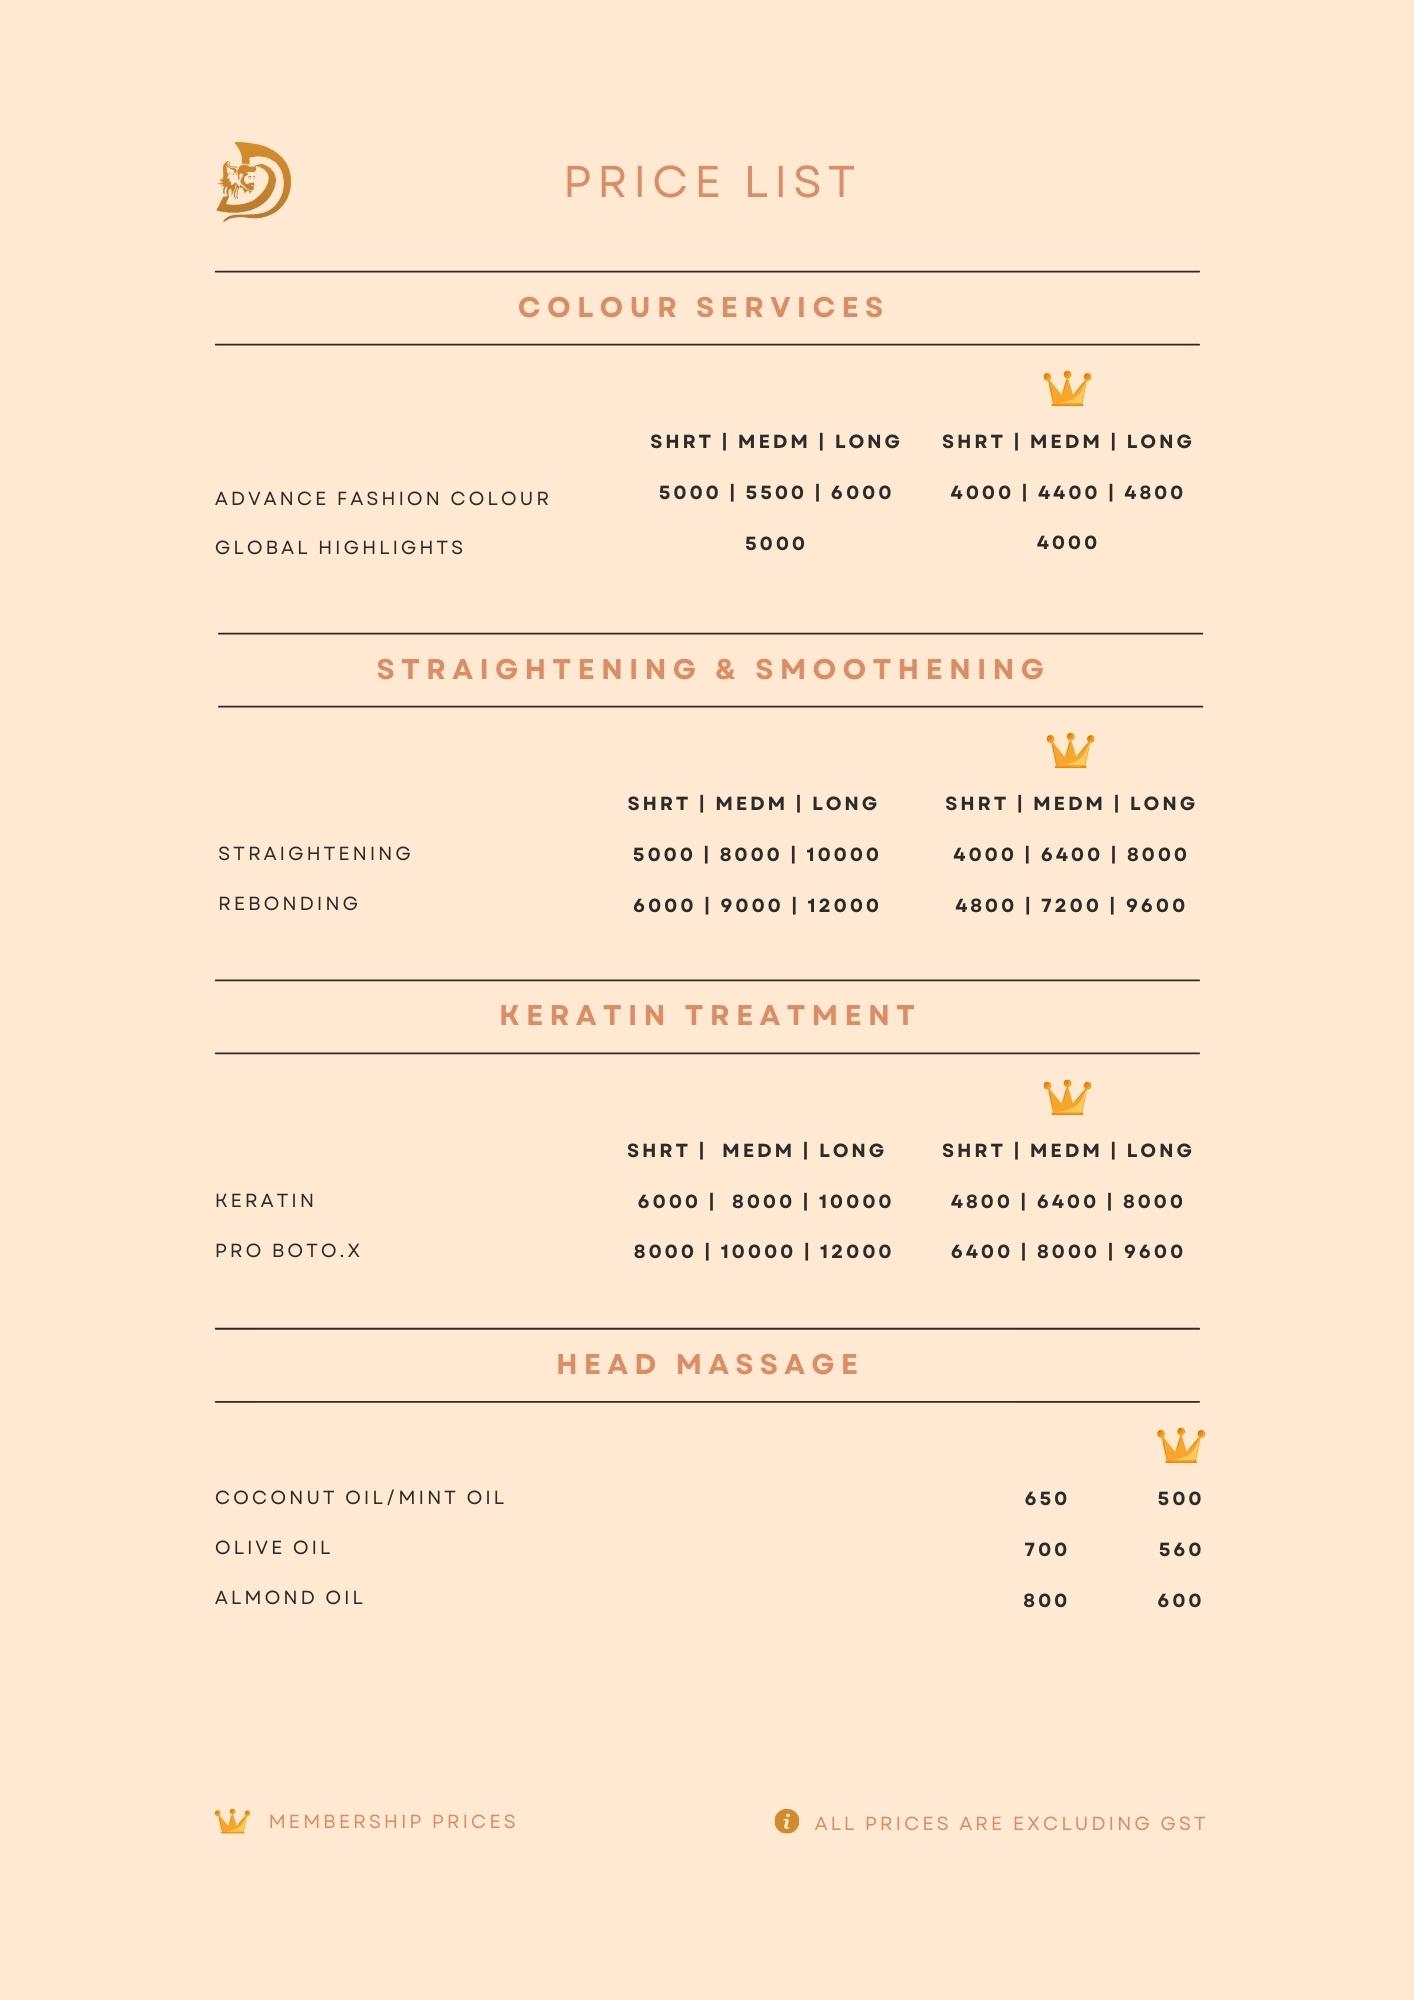 PRICE LIST
COLOUR SERVICES
SHRT | MEDM | LONG SHRT | MEDM | LONG
ADVANCE FASHION COLOUR 5000 | 5500 | 6000 4000 | 4400 | 4800
GLOBAL HIGHLIGHTS 5000 4000
STRAIGHTENING & SMOOTHENING
SHRT | MEDM | LONG SHRT | MEDM | LONG
STRAIGHTENING 5000 | 8000 | 10000 4000 | 6400 | 8000
REBONDING 6000 | 9000 | 12000 4800 | 7200 | 9600
KERATIN TREATMENT
SHRT | MEDM | LONG SHRT | MEDM | LONG
KERATIN 6000 | 8000 | 10000 4800 | 6400 | 8000
PRO BOTO.X 8000 | 10000 | 12000 6400 | 8000 | 9600
HEAD MASSAGE
COCONUT OIL/MINT OIL 650 500
OLIVE OIL 700 560
ALMOND OIL 800 600
MEMBERSHIP PRICES i ALL PRICES ARE EXCLUDING GST